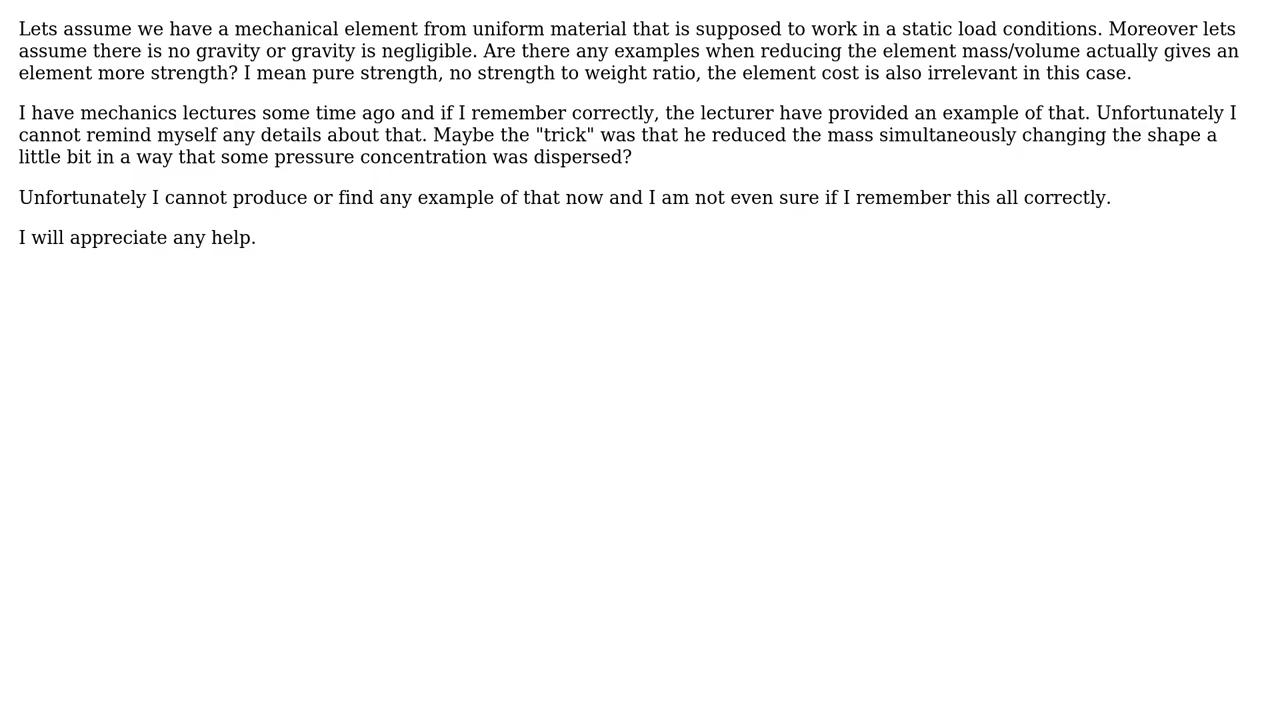 Lets assume we have a mechanical element from uniform material that is supposed to work in a static load conditions. Moreover lets
assume there is no gravity or gravity is negligible. Are there any examples when reducing the element mass/volume actually gives an
element more strength? I mean pure strength, no strength to weight ratio, the element cost is also irrelevant in this case.
I have mechanics lectures some time ago and if I remember correctly, the lecturer have provided an example of that. Unfortunately I
cannot remind myself any details about that. Maybe the "trick" was that he reduced the mass simultaneously changing the shape a
little bit in a way that some pressure concentration was dispersed?
Unfortunately I cannot produce or find any example of that now and I am not even sure if I remember this all correctly.
I will appreciate any help.